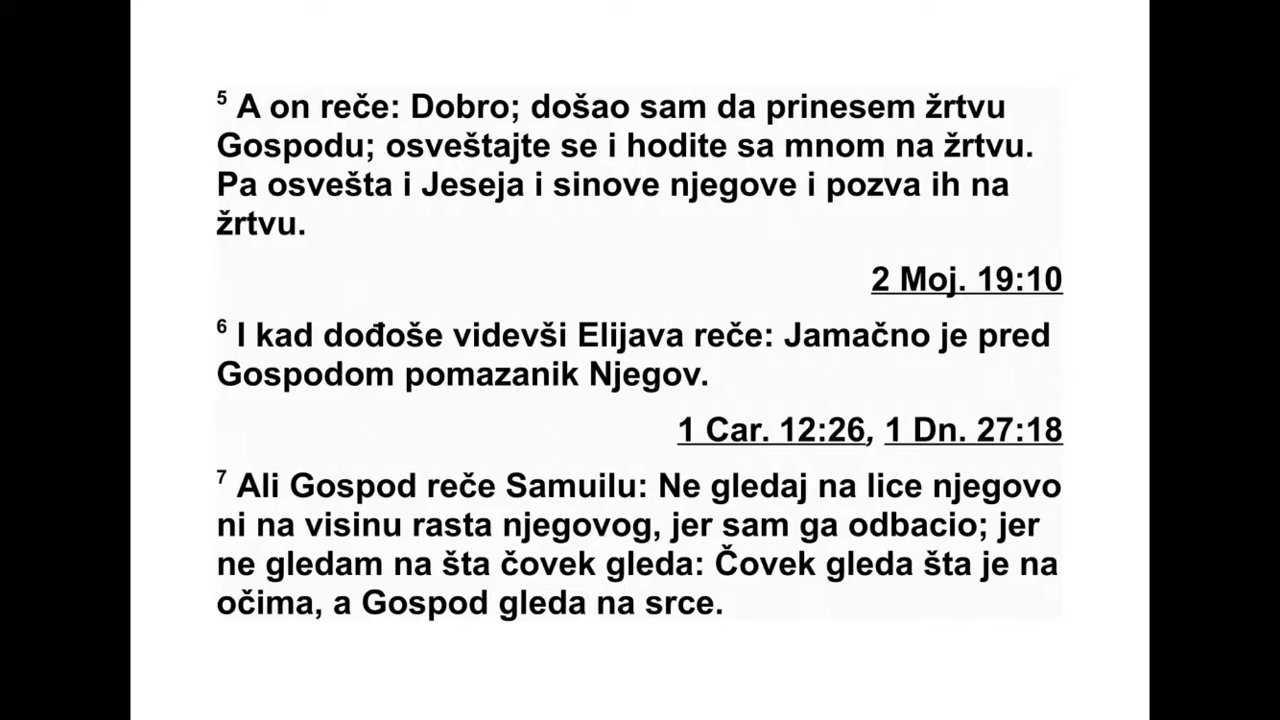 5 A on reče: Dobro; došao sam da prinesem žrtvu
Gospodu; osveštajte se i hodite sa mnom na žrtvu.
Pa osvešta i Jeseja i sinove njegove i pozva ih na
žrtvu.
2 Moj. 19:10
6 I kad dođoše videvši Elijava reče: Jamačno je pred
Gospodom pomazanik Njegov.
1 Car. 12:26, 1 Dn. 27:18
7 Ali Gospod reče Samuilu: Ne gledaj na lice njegovo
ni na visinu rasta njegovog, jer sam ga odbacio; jer
ne gledam na šta čovek gleda: Čovek gleda šta je na
očima, a Gospod gleda na srce.